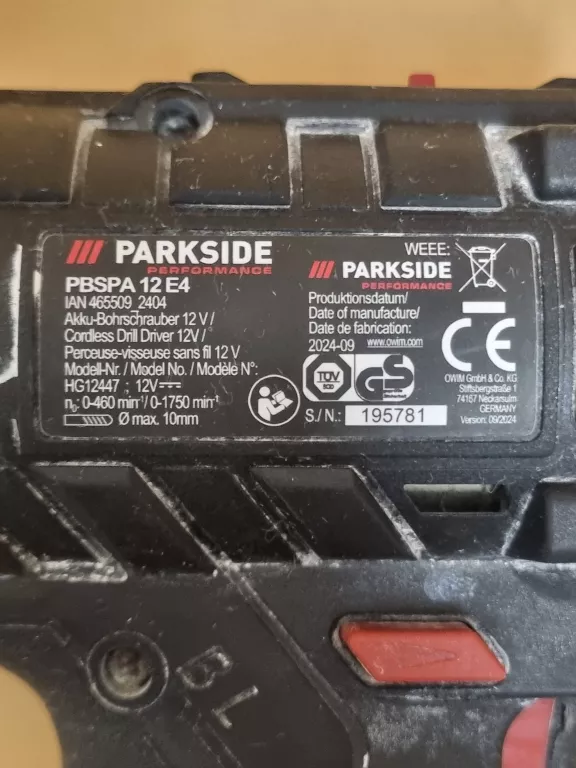 PARKSIDE
PERFORMANCE
PBSPA 12 E4
IAN 465509_2404
Akku-Bohrschrauber 12 V /
Cordless Drill Driver 12V /
Perceuse-visseuse sans fil 12 V
Modell-Nr. / Model No. / Modèle N°:
HG12447 ; 12V
n₀: 0-460 min⁻¹/ 0-1750 min⁻¹
Ø max. 10mm
WEEE:
PARKSIDE
PERFORMANCE
Produktionsdatum/
Date of manufacture/
Date de fabrication:
2024-09 www.owim.com
TÜV
SÜD
GS
S./N.: 195781
CE
OWIM GmbH & Co. KG
Stiftsbergstraße 1
74167 Neckarsulm
GERMANY
Version: 09/2024
BL